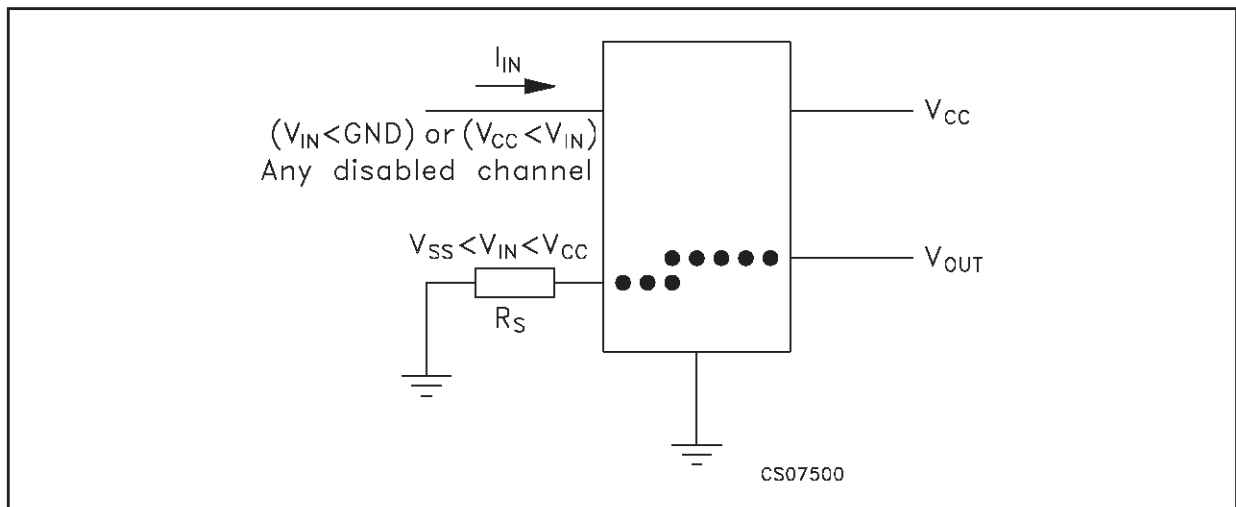 I_IN
V_CC
(V_IN<GND) or (V_CC<V_IN)
Any disabled channel
V_SS<V_IN<V_CC
V_OUT
R_S
CS07500